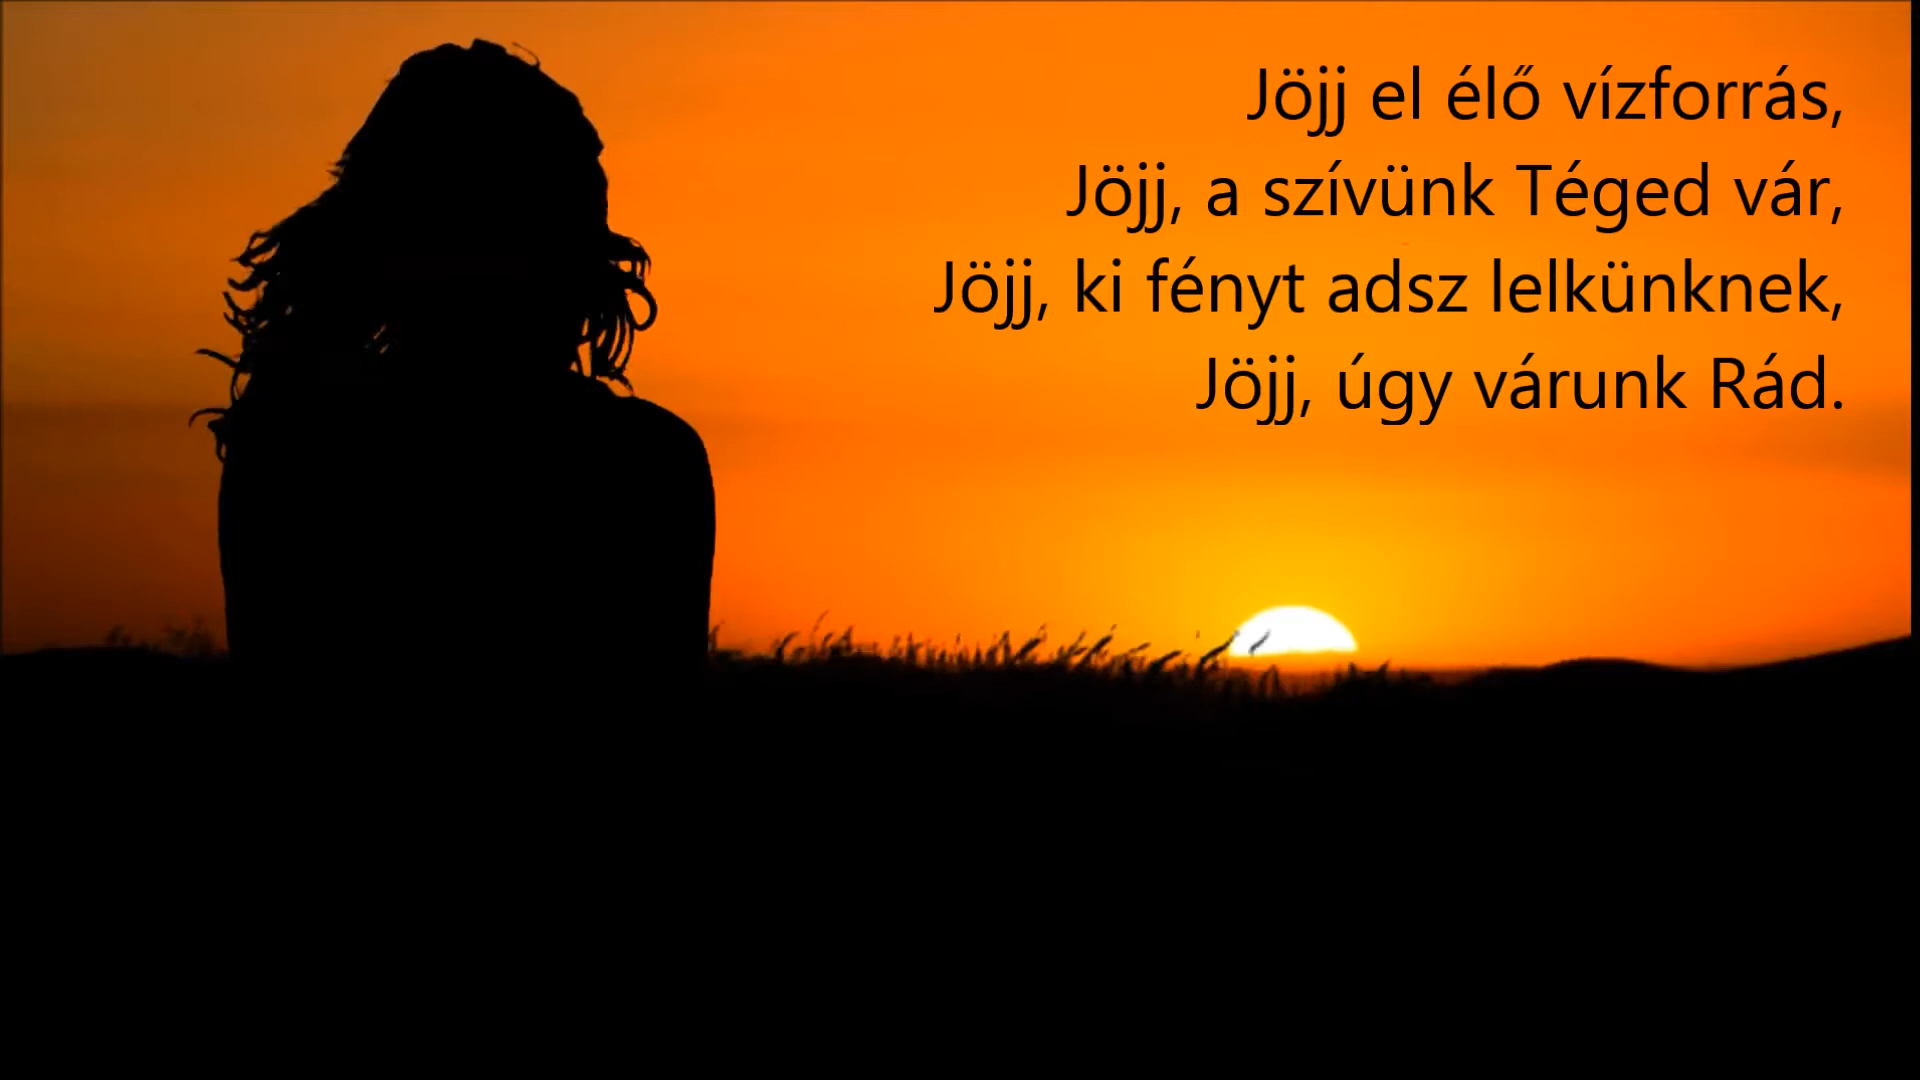 Jöjj el élő vízforrás,
Jöjj, a szívünk Téged vár,
Jöjj, ki fényt adsz lelkünknek,
Jöjj, úgy várunk Rád.